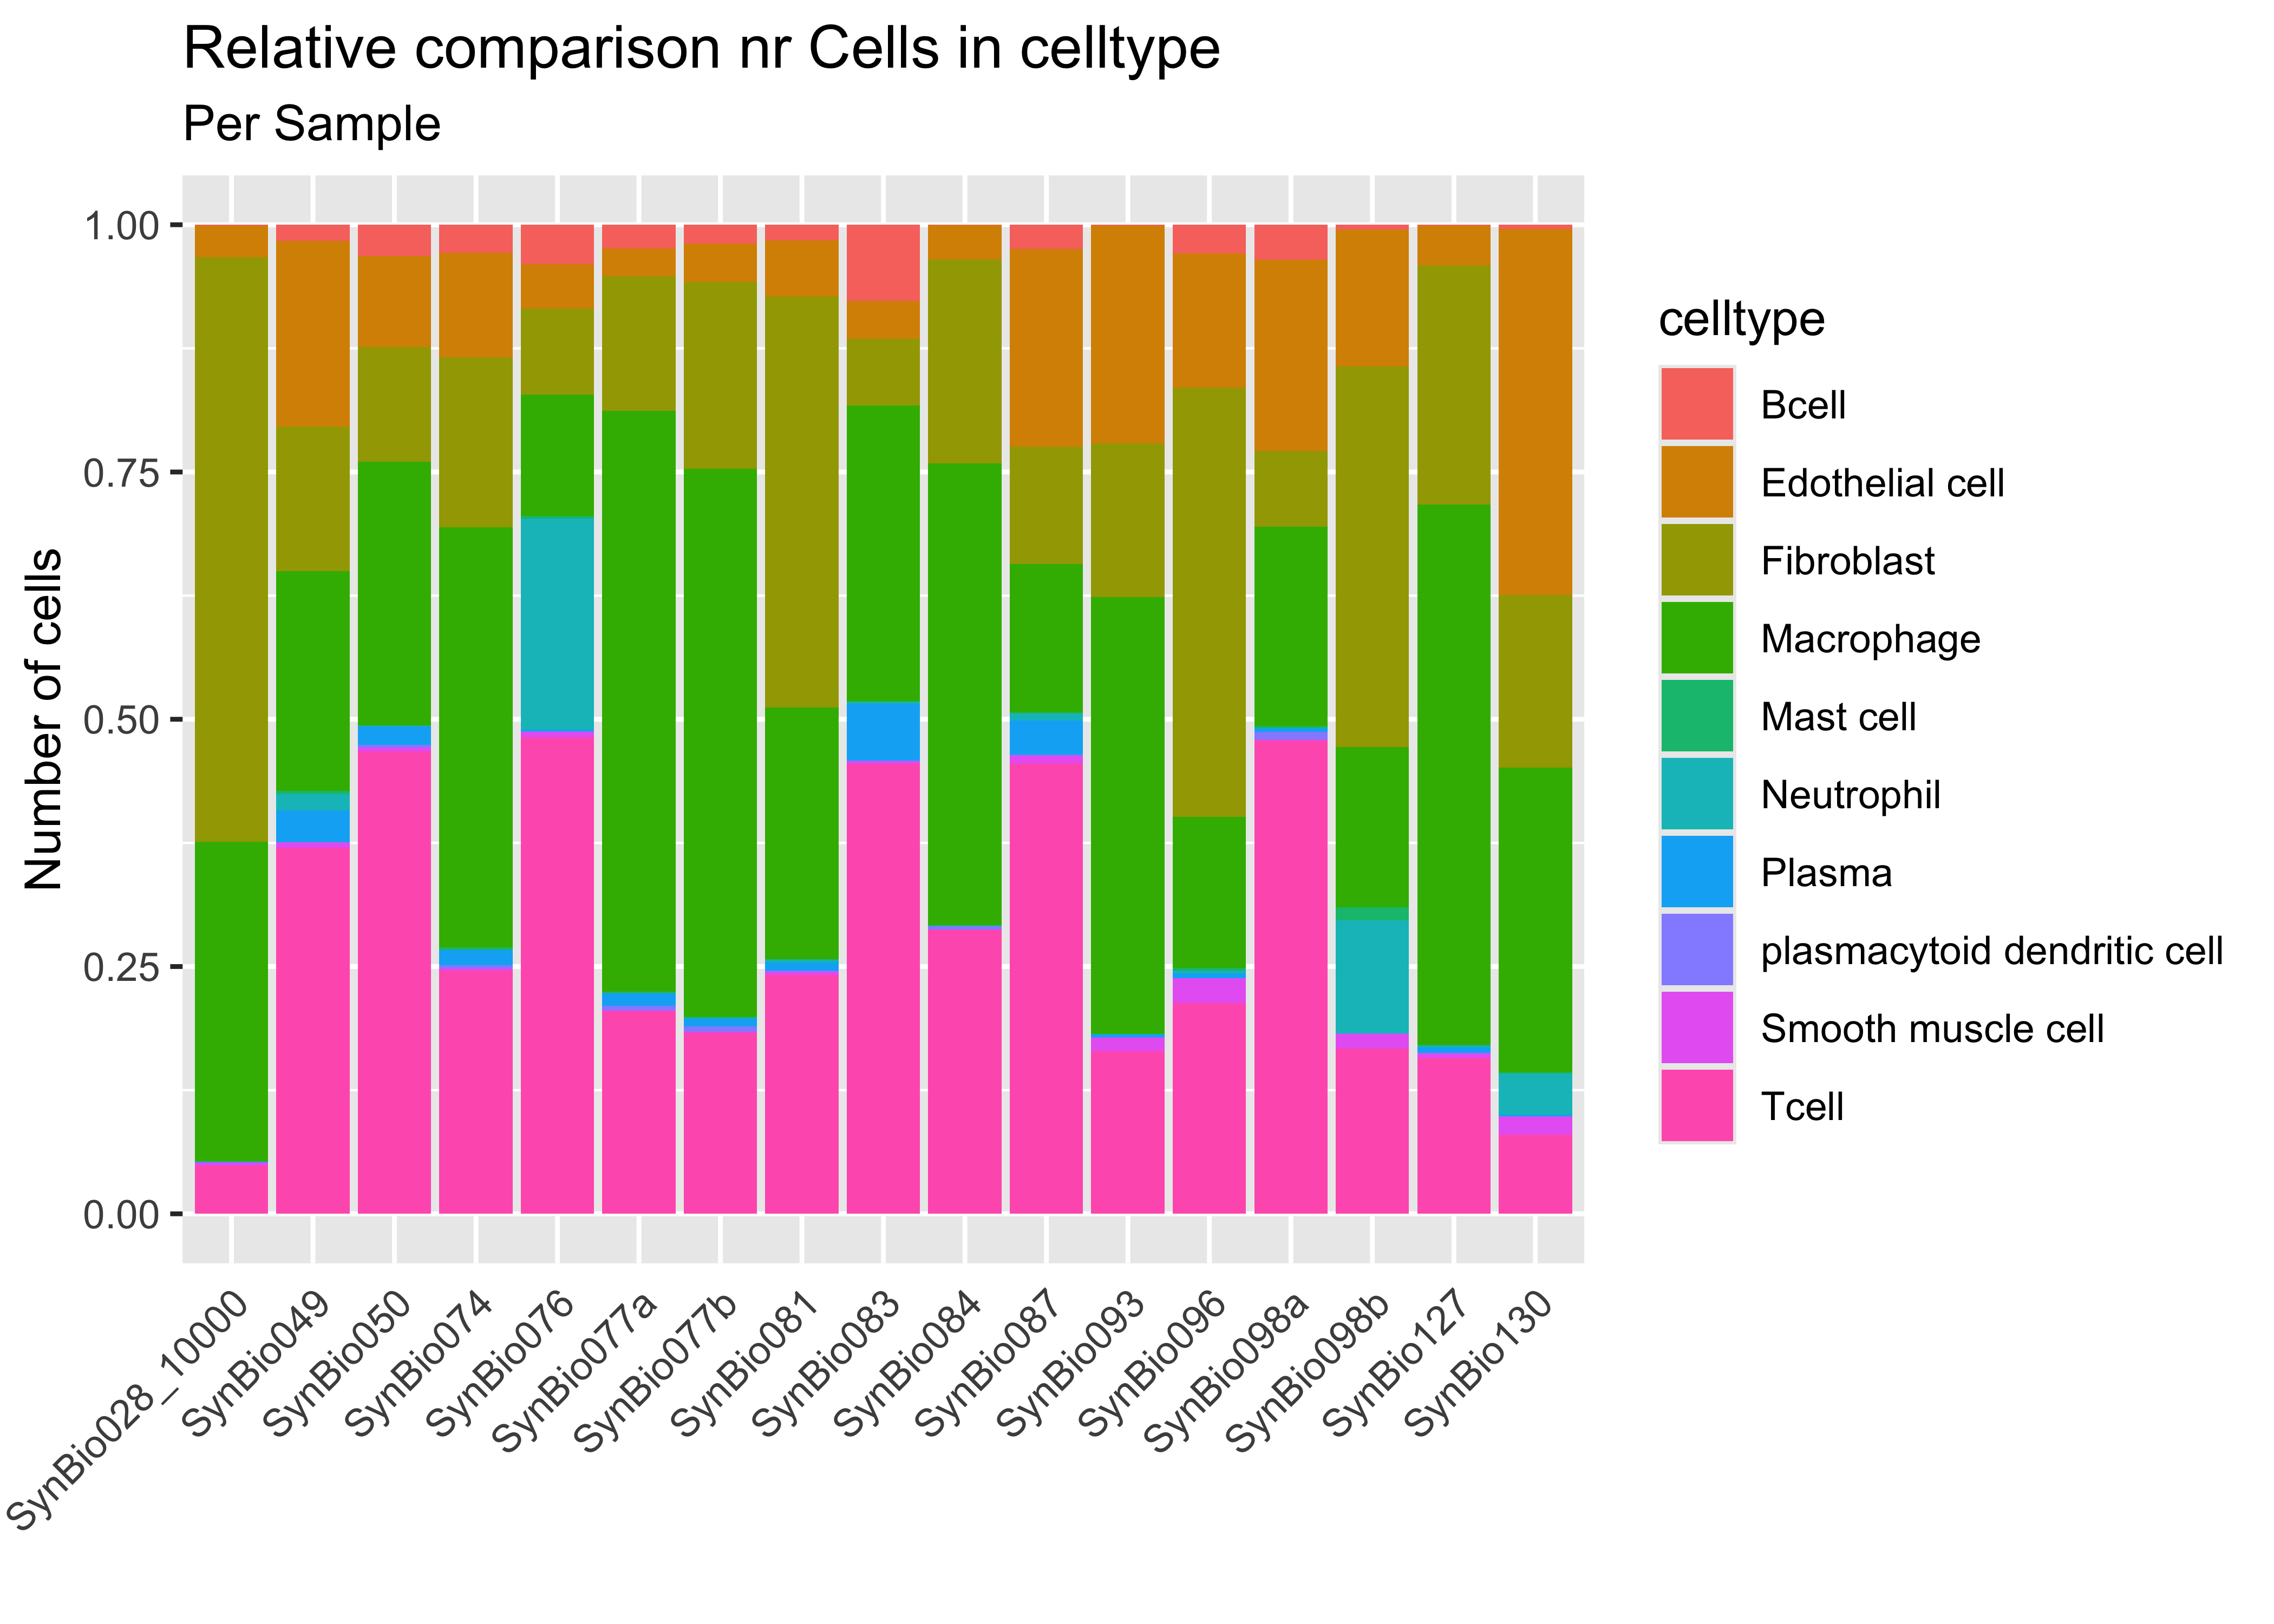 Relative comparison nr Cells in celltype
Per Sample
Number of cells
1.00
0.75
0.50
0.25
0.00
SynBio028_10000
SynBio049
SynBio050
SynBio074
SynBio076
SynBio077a
SynBio077b
SynBio081
SynBio083
SynBio084
SynBio087
SynBio093
SynBio096
SynBio098a
SynBio098b
SynBio127
SynBio130
celltype
Bcell
Edothelial cell
Fibroblast
Macrophage
Mast cell
Neutrophil
Plasma
plasmacytoid dendritic cell
Smooth muscle cell
Tcell